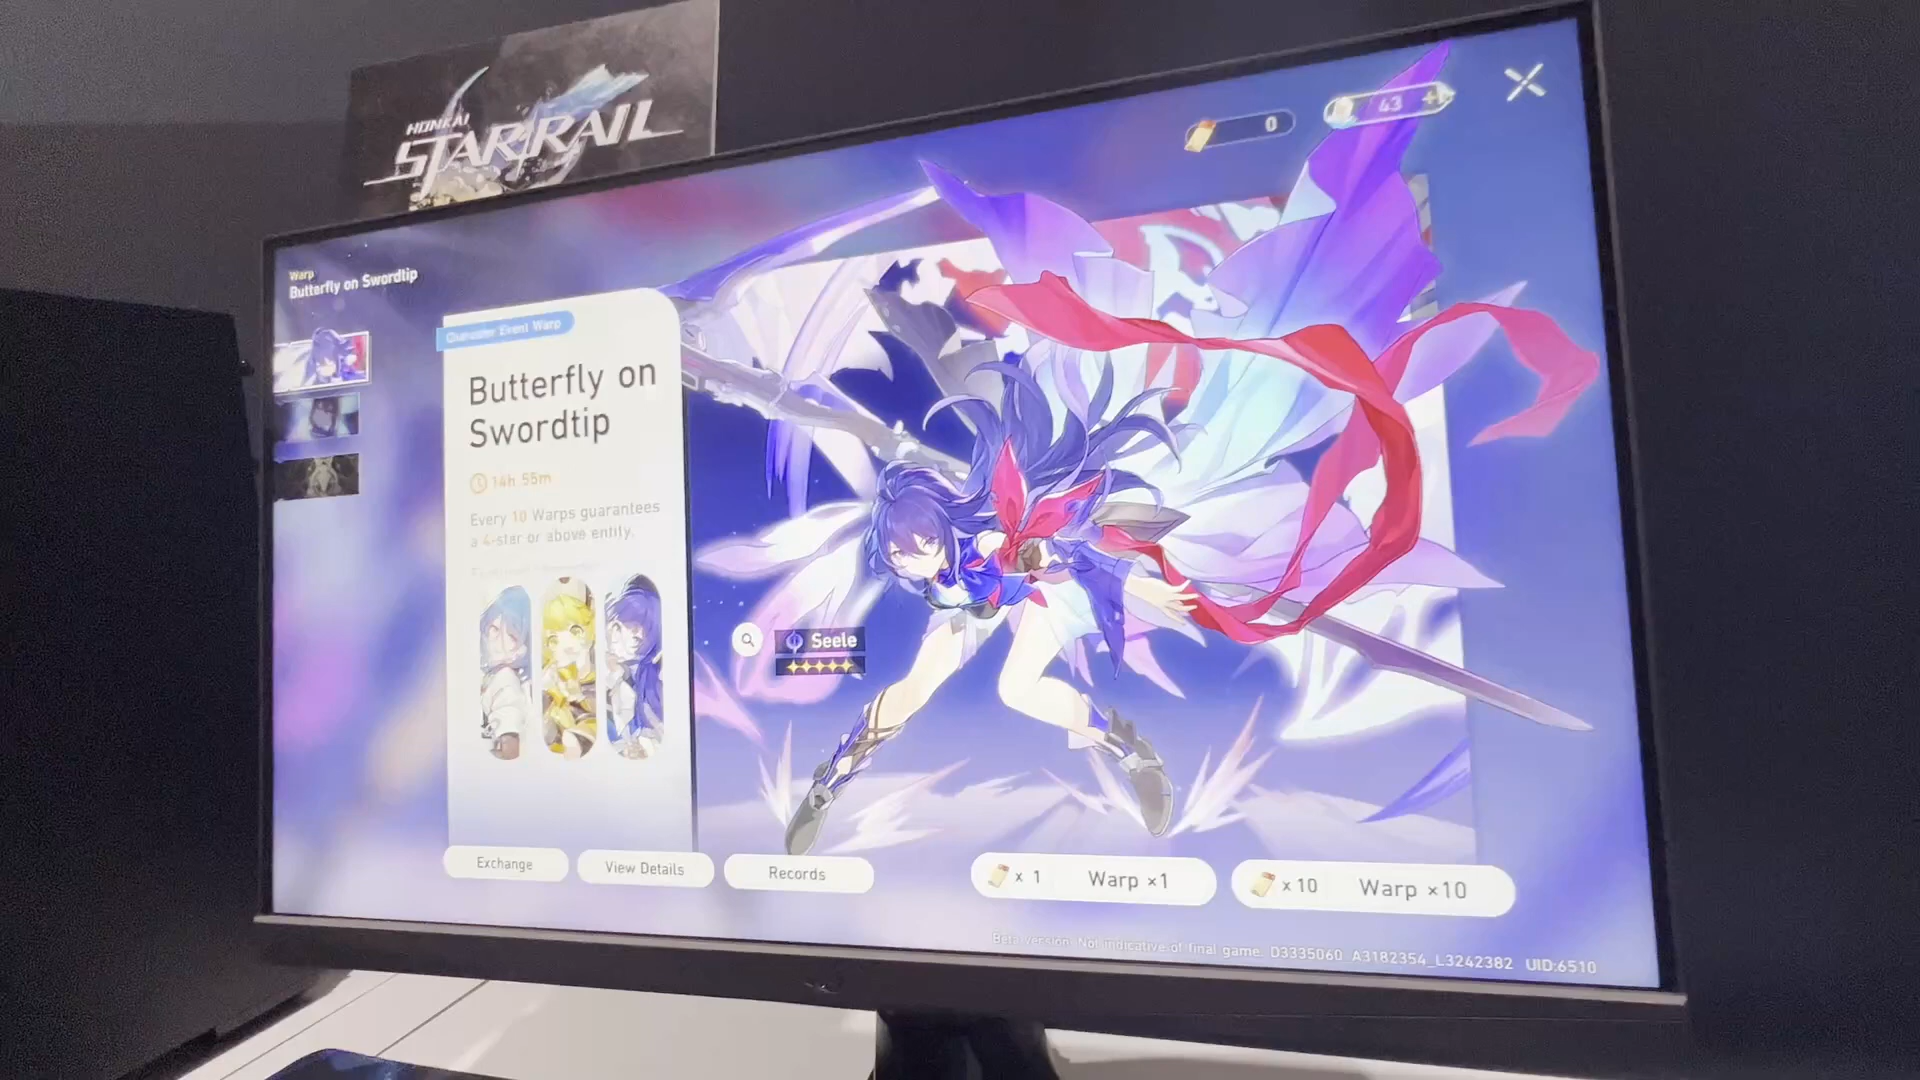 HONKAI
STAR RAIL
0
43
Warp
Butterfly on Swordtip
Character Event Warp
Butterfly on
Swordtip
14h 55m
Every 10 Warps guarantees
a 4-star or above entity.
Seele
Exchange
View Details
Records
x 1 Warp ×1
x 10 Warp ×10
Beta version. Not indicative of final game. D3335060_A3182354_L3242382 UID:6510